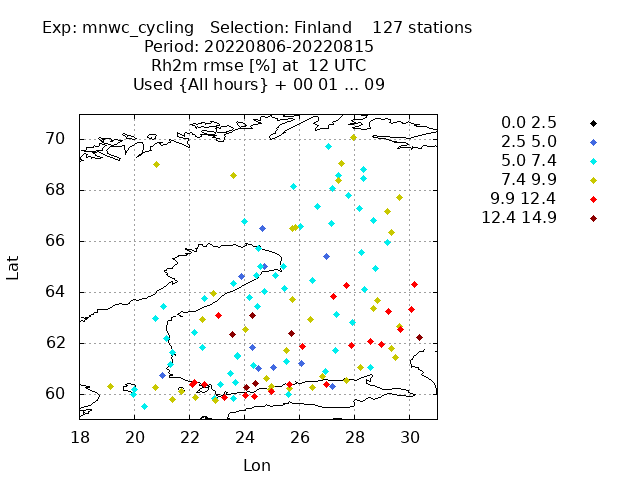 Exp: mnwc_cycling   Selection: Finland    127 stations
Period: 20220806-20220815
Rh2m rmse [%] at  12 UTC
Used {All hours} + 00 01 ... 09
0.0 2.5
2.5 5.0
5.0 7.4
7.4 9.9
9.9 12.4
12.4 14.9
70
68
66
64
62
60
Lat
18 20 22 24 26 28 30
Lon